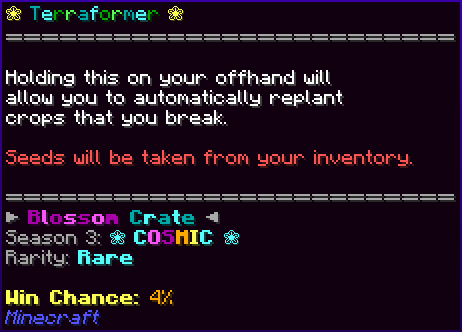 ❀ Terraformer ❀
==========================
Holding this on your offhand will
allow you to automatically replant
crops that you break.
Seeds will be taken from your inventory.
==========================
► Blossom Crate ◄
Season 3: ❀ COSMIC ❀
Rarity: Rare
Win Chance: 4%
Minecraft